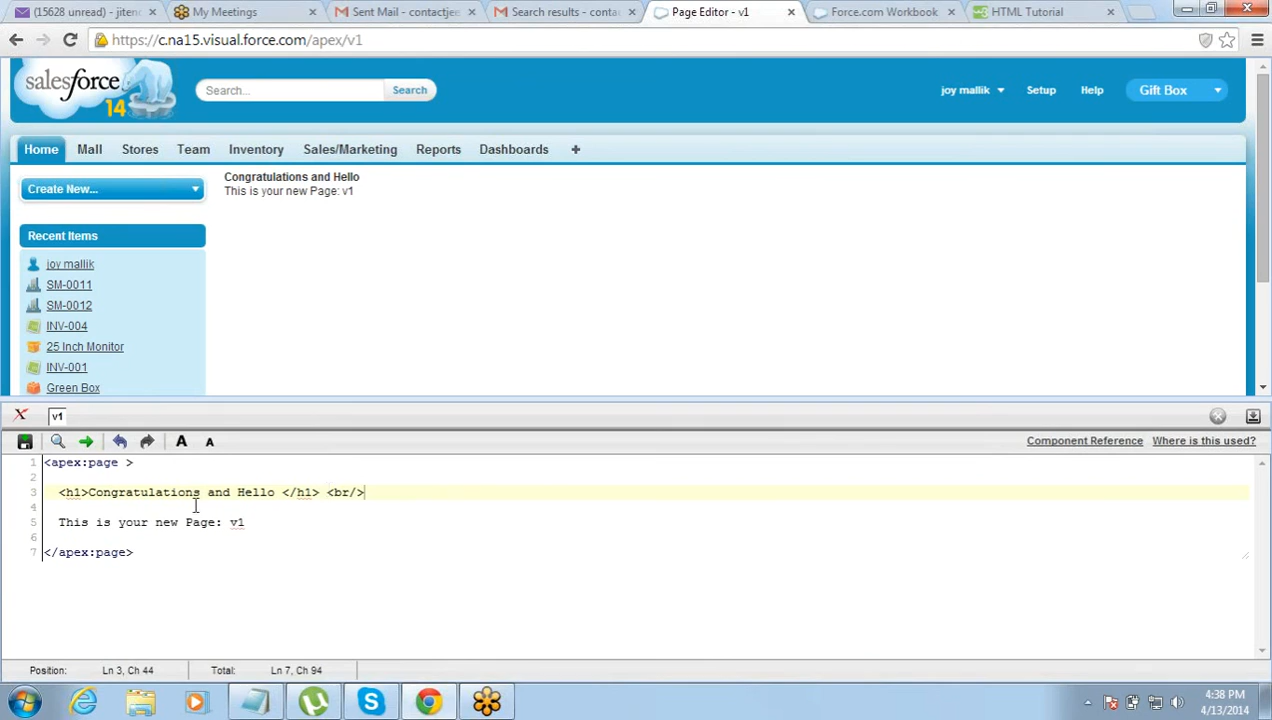 (15628 unread) - jitend
My Meetings
Sent Mail - contactjee
Search results - conta
Page Editor - v1
Force.com Workbook
HTML Tutorial
https://c.na15.visual.force.com/apex/v1
salesforce
14
Search...
Search
joy mallik
Setup
Help
Gift Box
Home
Mall
Stores
Team
Inventory
Sales/Marketing
Reports
Dashboards
+
Create New...
Congratulations and Hello
This is your new Page: v1
Recent Items
joy mallik
SM-0011
SM-0012
INV-004
25 Inch Monitor
INV-001
Green Box
v1
A
A
Component Reference
Where is this used?
1 <apex:page >
2
3 <h1>Congratulations and Hello </h1> <br/>
4
5 This is your new Page: v1
6
7 </apex:page>
Position: Ln 3, Ch 44 Total: Ln 7, Ch 94
4:38 PM
4/13/2014